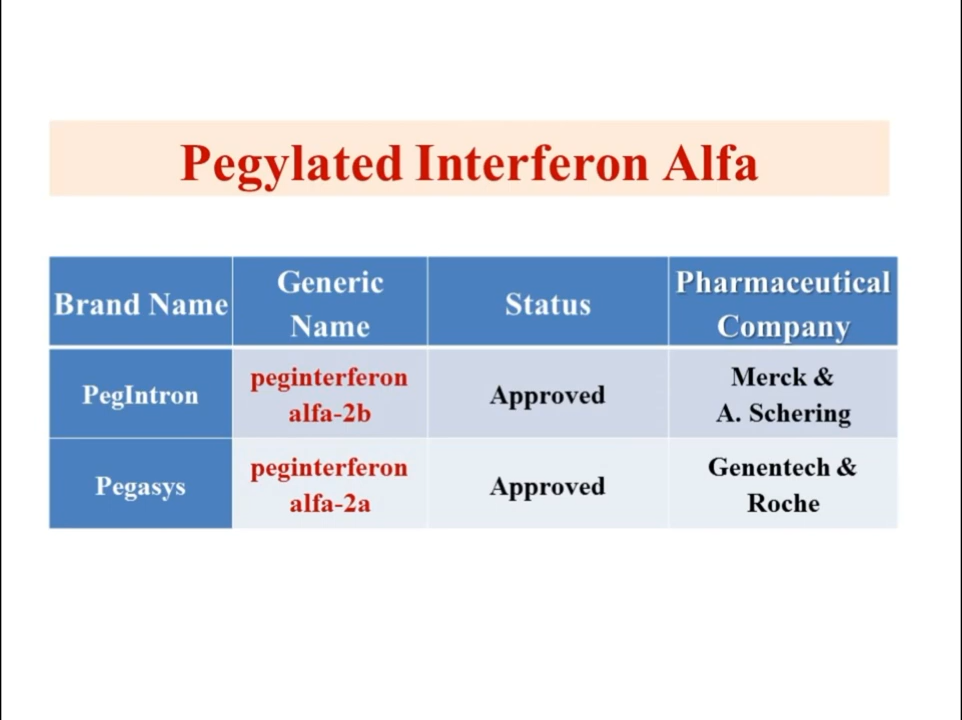 Pegylated Interferon Alfa
Brand Name
Generic
Name
Status
Pharmaceutical
Company
PegIntron
peginterferon
alfa-2b
Approved
Merck &
A. Schering
Pegasys
peginterferon
alfa-2a
Approved
Genentech &
Roche